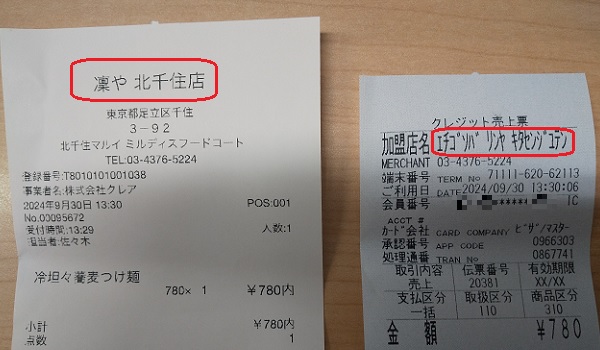 凜や 北千住店
東京都足立区千住
3-92
北千住マルイ ミルディスフードコート
TEL:03-4376-5224
登録番号:T8010101001038
事業者名:株式会社クレア
2024年9月30日 13:30 POS:001
No.00095672
受付時間:13:29 人数:1
担当者:佐々木
冷坦々蕎麦つけ麺
780× 1 ¥780内
小計 ¥780内
点数 1
クレジット売上票
加盟店名 ｴﾁｺﾞｿﾊﾞ ﾘﾝﾔ ｷﾀｾﾝｼﾞﾕﾃﾝ
MERCHANT 03-4376-5224
端末番号 TERM No 71111-620-62113
ご利用日 DATE 2024/09/30 13:30:06
会員番号 IC
ACCT #
ｶｰﾄﾞ会社 CARD COMPANY ﾋﾞｻﾞ/ﾏｽﾀｰ
承認番号 APP CODE 0966303
処理通番 TRAN No 0867741
取引内容 伝票番号 有効期限
売上 20381 XX/XX
支払区分 取扱区分 商品区分
一括 110 310
金 額 ¥780